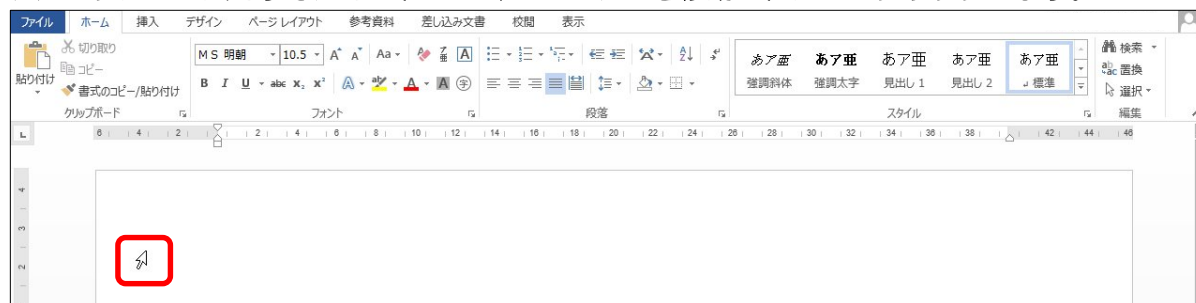 ファイル ホーム 挿入 デザイン ページ レイアウト 参考資料 差し込み文書 校閲 表示
切り取り
コピー
書式のコピー/貼り付け
貼り付け
クリップボード
MS 明朝 10.5 A A Aa A
B I U abc X₂ X² A A A 字
フォント
段落
あア亜 あア亜 あア亜 あア亜 あア亜
強調斜体 強調太字 見出し 1 見出し 2 標準
スタイル
検索
置換
選択
編集
6 4 2 2 4 6 8 10 12 14 16 18 20 22 24 26 28 30 32 34 36 38 42 44 46
4
3
2